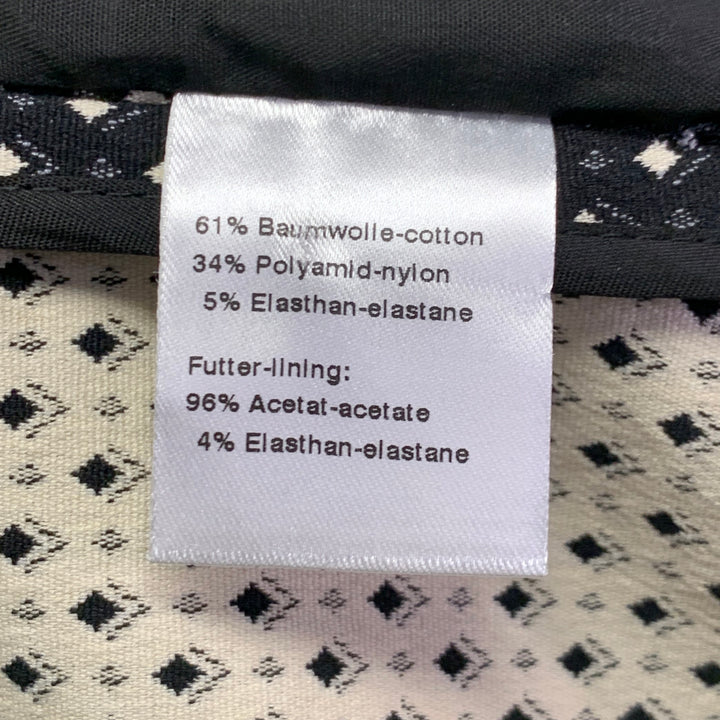 61% Baumwolle-cotton
34% Polyamid-nylon
5% Elasthan-elastane
Futter-lining:
96% Acetat-acetate
4% Elasthan-elastane